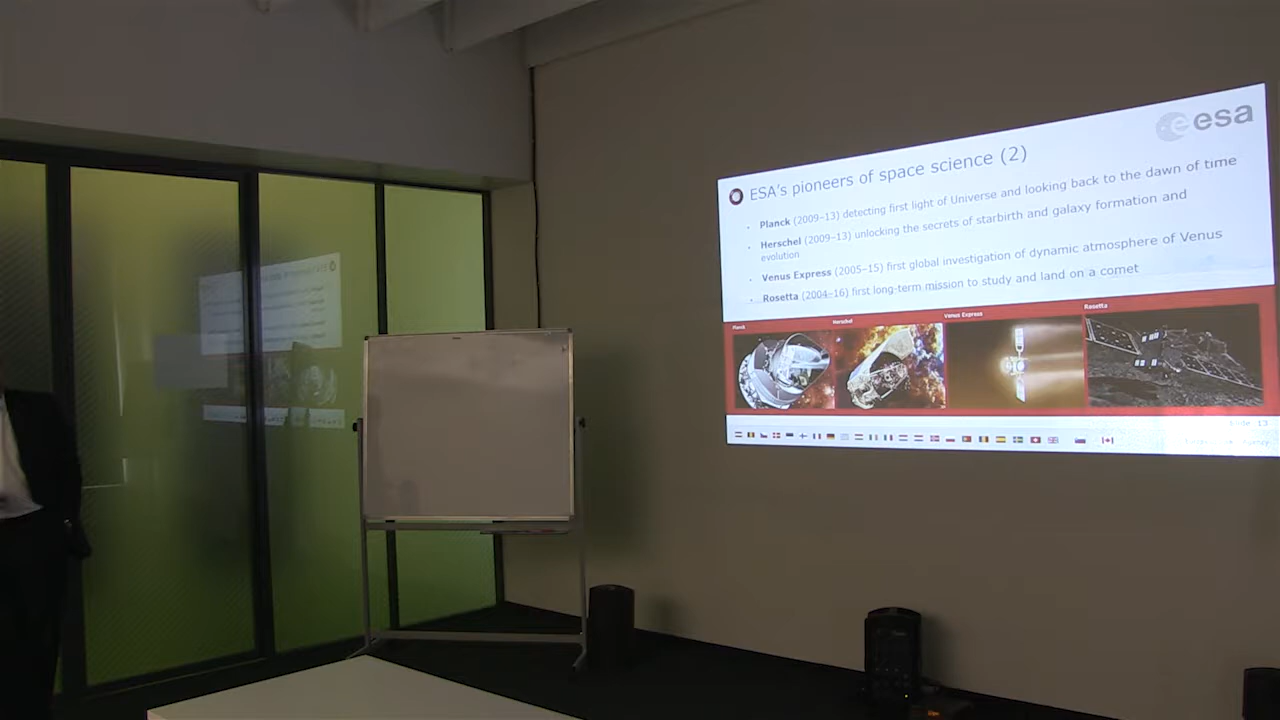 esa
ESA's pioneers of space science (2)
Planck (2009–13) detecting first light of Universe and looking back to the dawn of time
Herschel (2009–13) unlocking the secrets of starbirth and galaxy formation and
evolution
Venus Express (2005–15) first global investigation of dynamic atmosphere of Venus
Rosetta (2004–16) first long-term mission to study and land on a comet
Planck Herschel Venus Express Rosetta
Slide 13